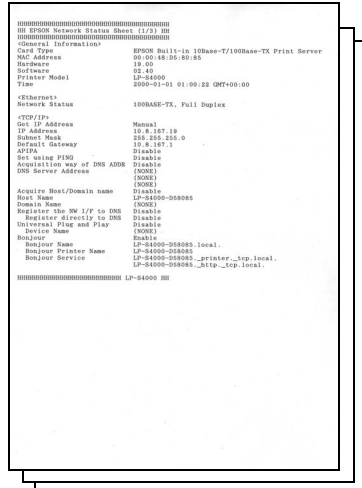 HHHHHHHHHHHHHHHHHHHHHHHHHHHHHHHHHHH
HH EPSON Network Status Sheet (1/3) HH
HHHHHHHHHHHHHHHHHHHHHHHHHHHHHHHHHHH
<General Information>
Card Type EPSON Built-in 10Base-T/100Base-TX Print Server
MAC Address 00:00:48:D5:80:85
Hardware 19.00
Software 02.40
Printer Model LP-S4000
Time 2000-01-01 01:00:22 GMT+00:00
<Ethernet>
Network Status 100BASE-TX, Full Duplex
<TCP/IP>
Get IP Address Manual
IP Address 10.8.167.19
Subnet Mask 255.255.255.0
Default Gateway 10.8.167.1
APIPA Disable
Set using PING Disable
Acquisition way of DNS ADDR Disable
DNS Server Address (NONE)
(NONE)
(NONE)
Acquire Host/Domain name Disable
Host Name LP-S4000-D58085
Domain Name (NONE)
Register the NW I/F to DNS Disable
Register directly to DNS Disable
Universal Plug and Play Disable
Device Name (NONE)
Bonjour Enable
Bonjour Name LP-S4000-D58085.local.
Bonjour Printer Name LP-S4000-D58085
Bonjour Service LP-S4000-D58085._printer._tcp.local.
LP-S4000-D58085._http._tcp.local.
HHHHHHHHHHHHHHHHHHHHHHHH LP-S4000 HH